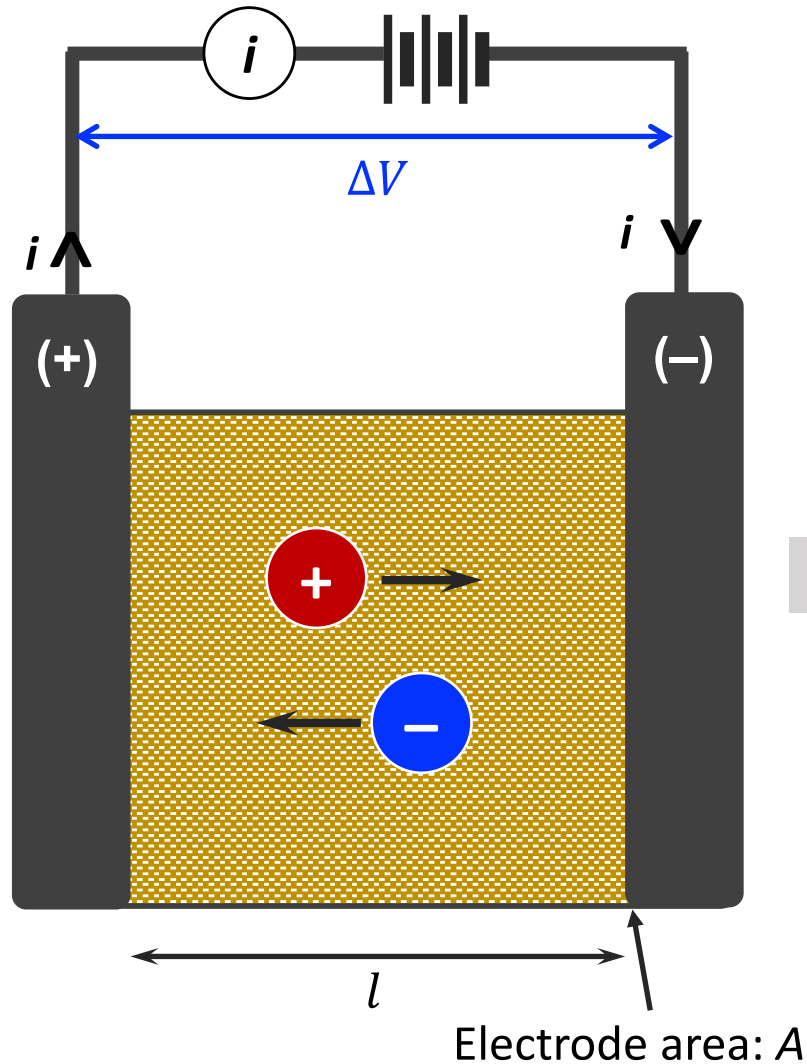 i
ΔV
i
i
(+)
(–)
+
–
l
Electrode area: A